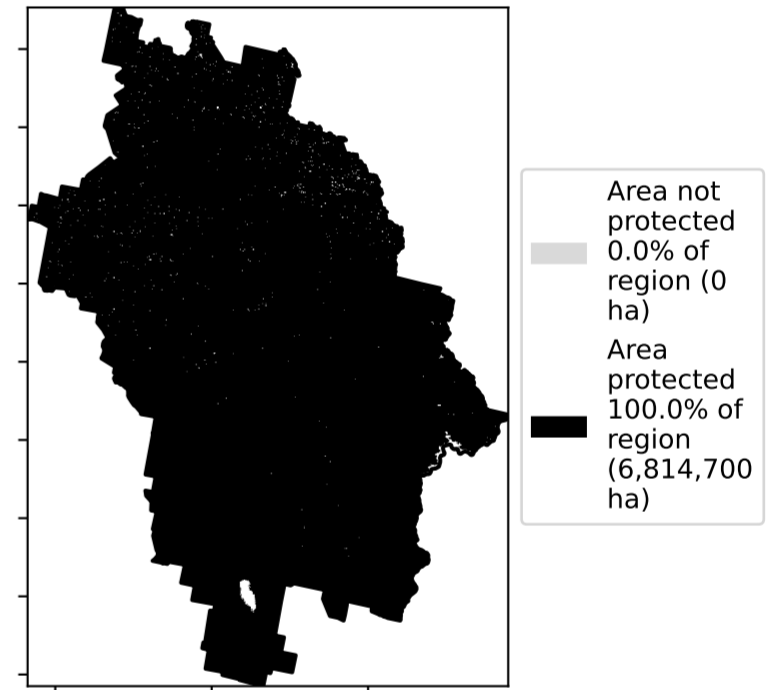 Area not
protected
0.0% of
region (0
ha)
Area
protected
100.0% of
region
(6,814,700
ha)